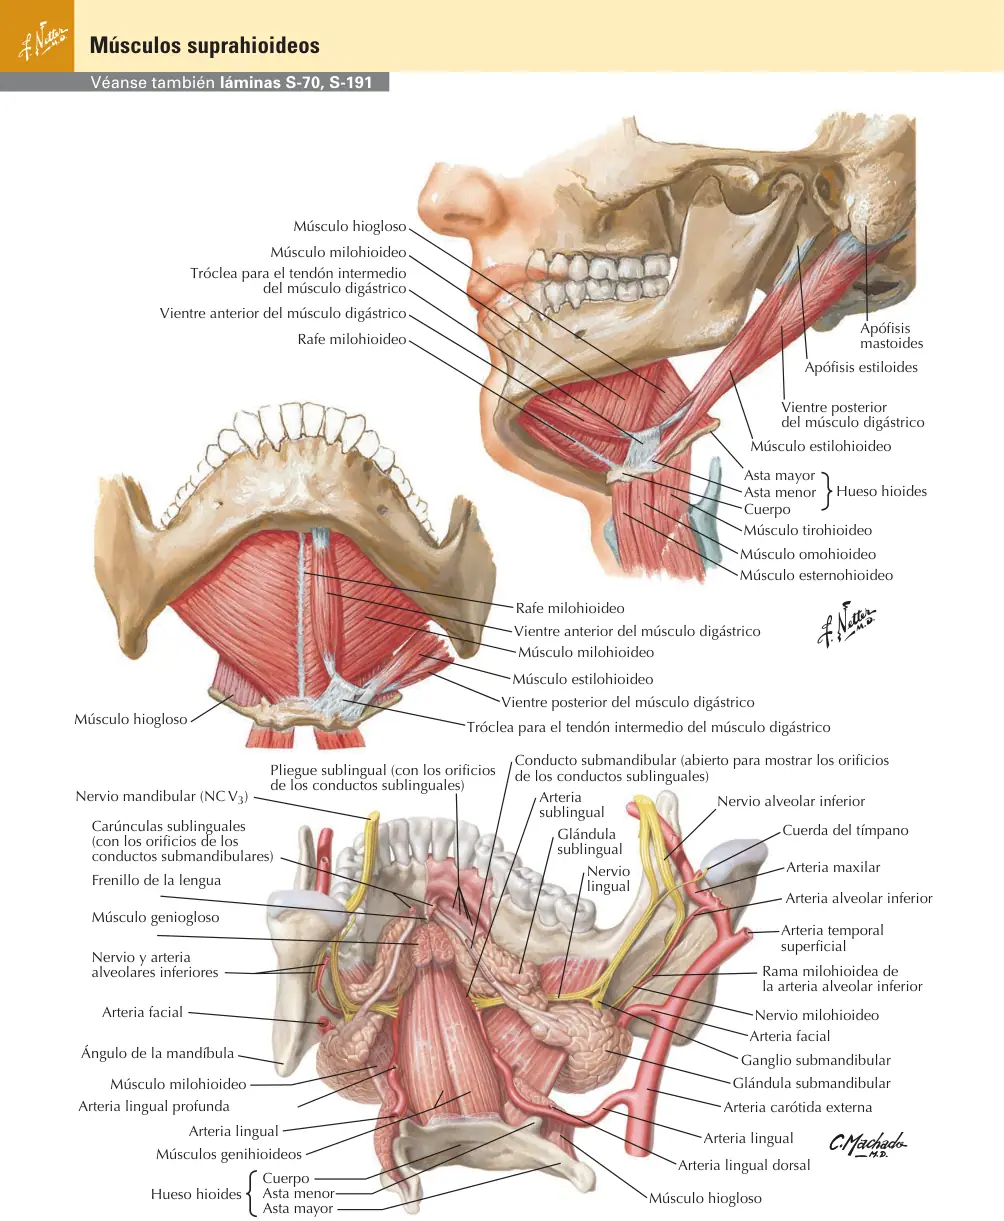 F. Netter M.D.
Músculos suprahioideos
Véanse también láminas S-70, S-191
Músculo hiogloso
Músculo milohioideo
Tróclea para el tendón intermedio
del músculo digástrico
Vientre anterior del músculo digástrico
Rafe milohioideo
Apófisis
mastoides
Apófisis estiloides
Vientre posterior
del músculo digástrico
Músculo estilohioideo
Asta mayor
Asta menor
Cuerpo
Hueso hioides
Músculo tirohioideo
Músculo omohioideo
Músculo esternohioideo
F. Netter M.D.
Rafe milohioideo
Vientre anterior del músculo digástrico
Músculo milohioideo
Músculo estilohioideo
Vientre posterior del músculo digástrico
Músculo hiogloso
Tróclea para el tendón intermedio del músculo digástrico
Pliegue sublingual (con los orificios
de los conductos sublinguales)
Conducto submandibular (abierto para mostrar los orificios
de los conductos sublinguales)
Nervio mandibular (NC V3)
Carúnculas sublinguales
(con los orificios de los
conductos submandibulares)
Frenillo de la lengua
Músculo geniogloso
Nervio y arteria
alveolares inferiores
Arteria facial
Ángulo de la mandíbula
Músculo milohioideo
Arteria lingual profunda
Arteria lingual
Músculos genihioideos
Hueso hioides
Cuerpo
Asta menor
Asta mayor
Arteria
sublingual
Glándula
sublingual
Nervio
lingual
Nervio alveolar inferior
Cuerda del tímpano
Arteria maxilar
Arteria alveolar inferior
Arteria temporal
superficial
Rama milohioidea de
la arteria alveolar inferior
Nervio milohioideo
Arteria facial
Ganglio submandibular
Glándula submandibular
Arteria carótida externa
Arteria lingual
Arteria lingual dorsal
Músculo hiogloso
C. Machado M.D.